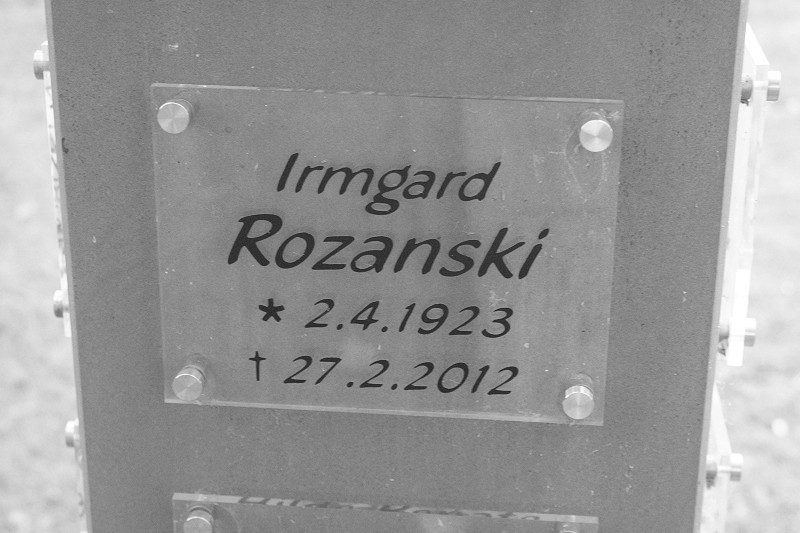 Irmgard
Rozanski
* 2.4.1923
† 27.2.2012